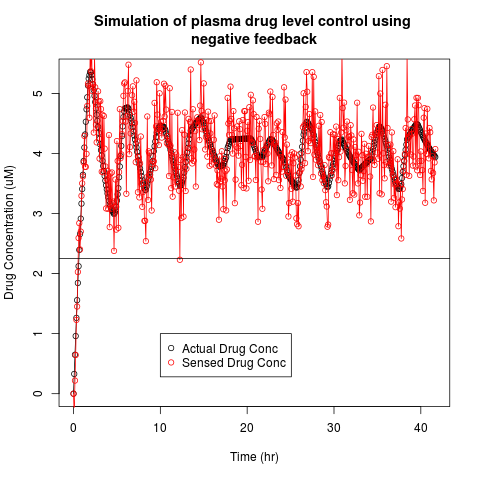 Simulation of plasma drug level control using
negative feedback
Drug Concentration (uM)
5
4
3
2
1
0
Actual Drug Conc
Sensed Drug Conc
0 10 20 30 40
Time (hr)